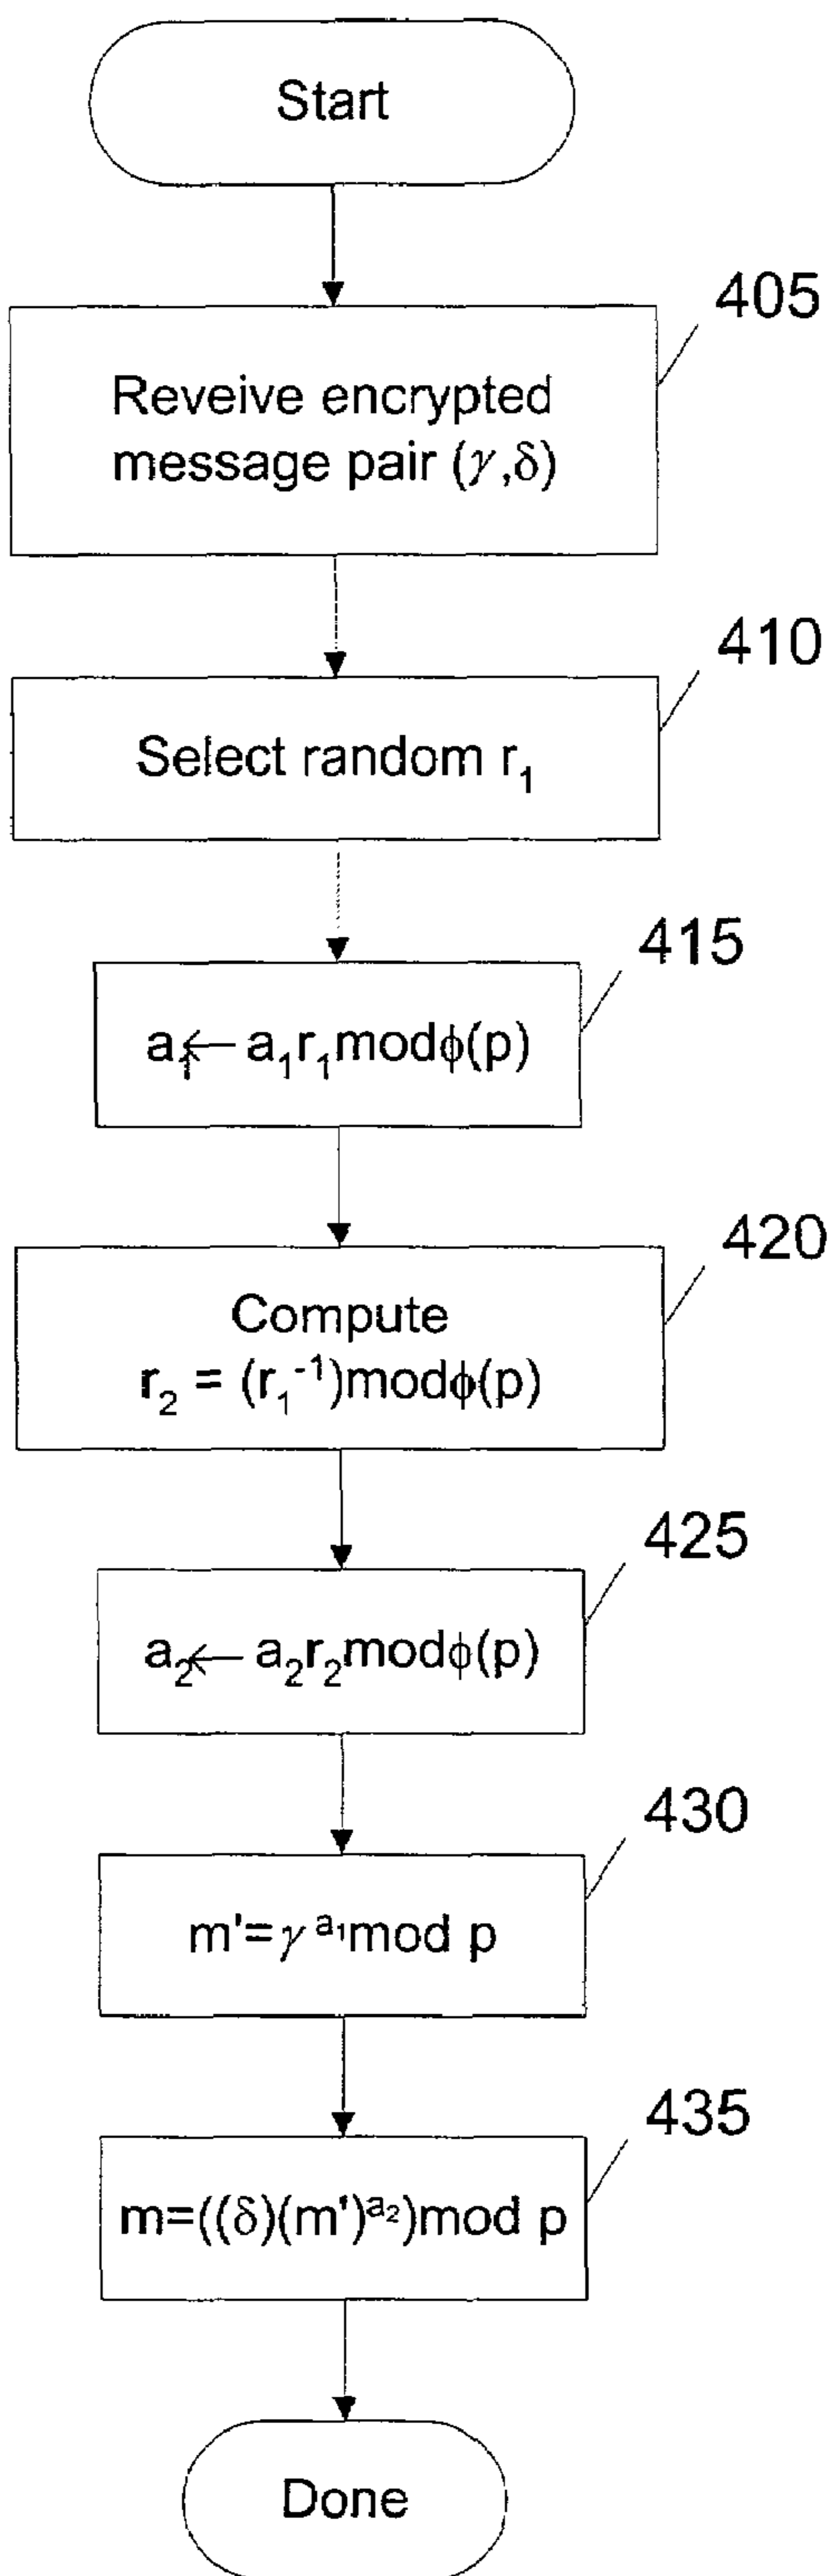 Start
405
Reveive encrypted
message pair (γ,δ)
410
Select random r₁
415
a₁← a₁r₁modϕ(p)
420
Compute
r₂ = (r₁⁻¹)modϕ(p)
425
a₂← a₂r₂modϕ(p)
430
m'=γ^a₁mod p
435
m=((δ)(m')^a₂)mod p
Done